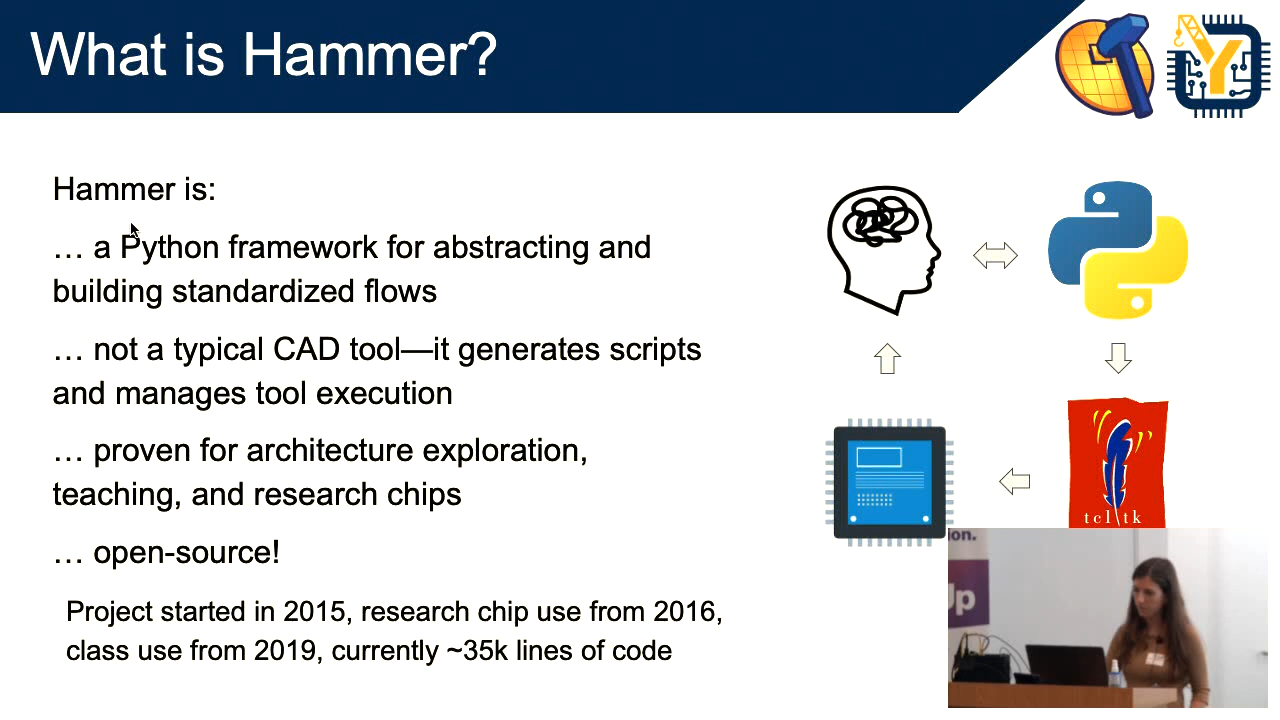 What is Hammer?
Hammer is:
… a Python framework for abstracting and
building standardized flows
… not a typical CAD tool—it generates scripts
and manages tool execution
… proven for architecture exploration,
teaching, and research chips
… open-source!
Project started in 2015, research chip use from 2016,
class use from 2019, currently ~35k lines of code
tcl\tk
ion.
Up